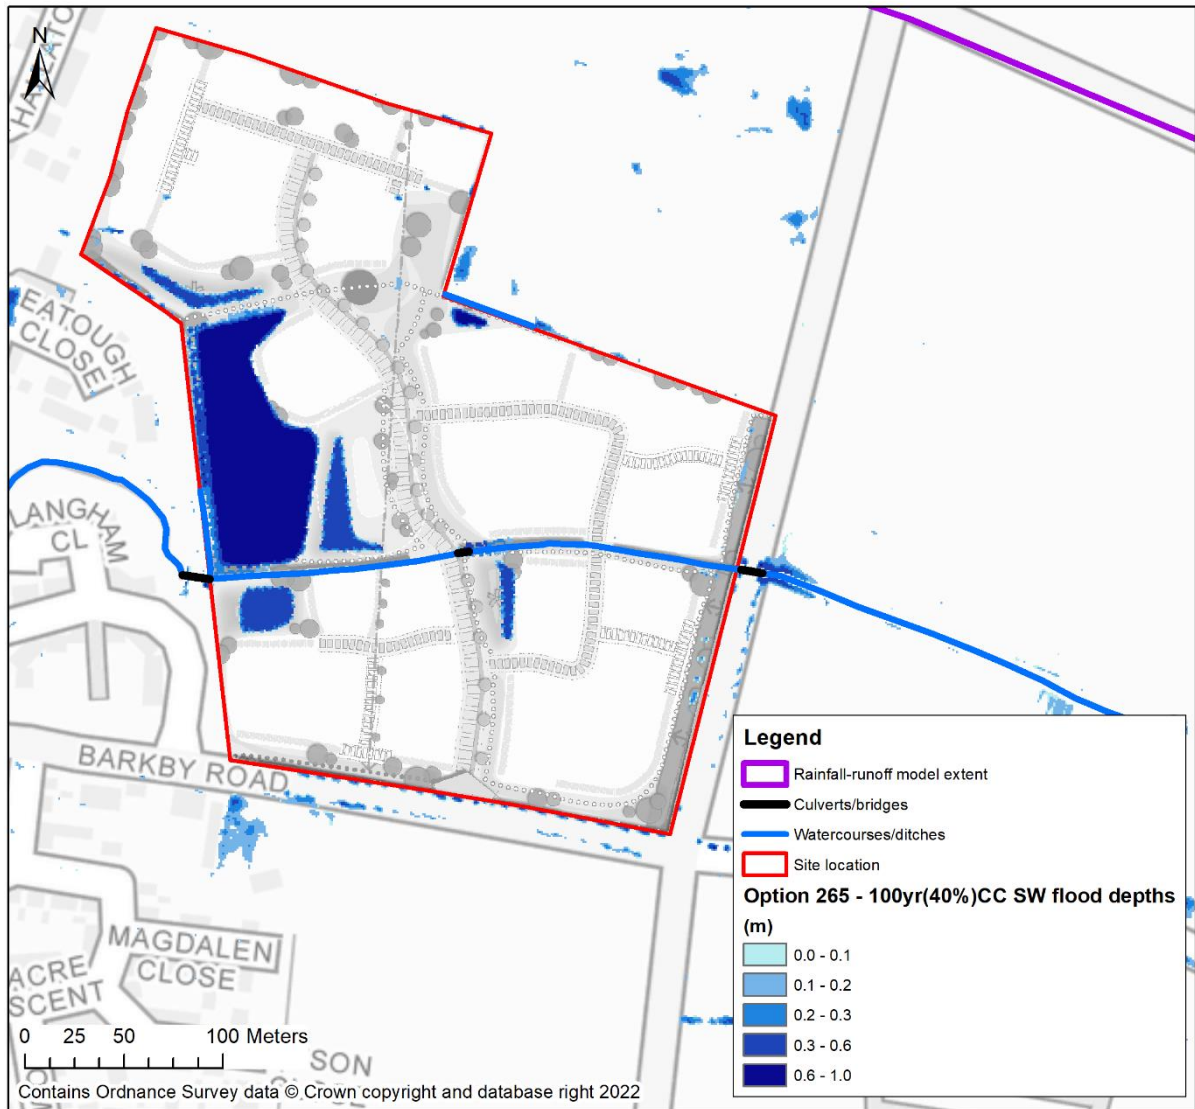 N
EATOUGH
CLOSE
LANGHAM
CL
BARKBY ROAD
MAGDALEN
CLOSE
ACRE
SCENT
SON
0 25 50 100 Meters
Contains Ordnance Survey data © Crown copyright and database right 2022
Legend
Rainfall-runoff model extent
Culverts/bridges
Watercourses/ditches
Site location
Option 265 - 100yr(40%)CC SW flood depths
(m)
0.0 - 0.1
0.1 - 0.2
0.2 - 0.3
0.3 - 0.6
0.6 - 1.0